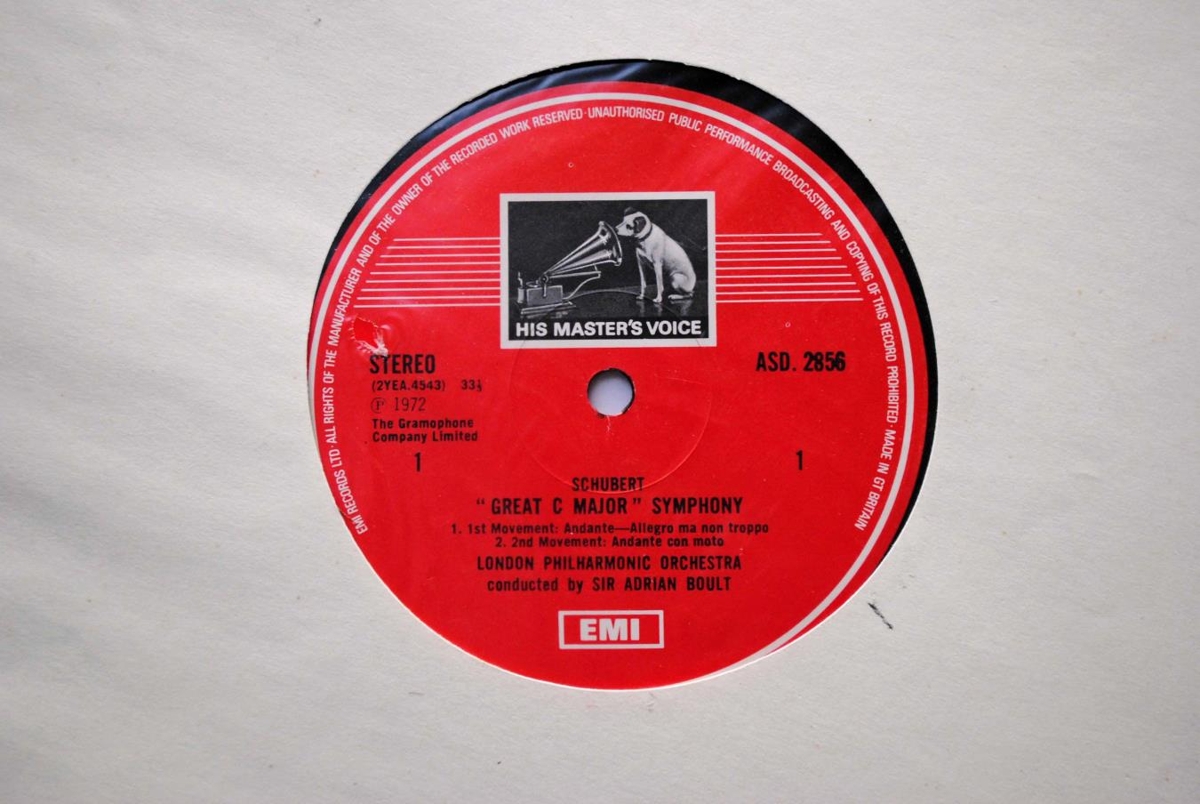 EMI RECORDS LTD·ALL RIGHTS OF THE MANUFACTURER AND OF THE OWNER OF THE RECORDED WORK RESERVED·UNAUTHORISED PUBLIC PERFORMANCE BROADCASTING AND COPYING OF THIS RECORD PROHIBITED·MADE IN GT BRITAIN
HIS MASTER'S VOICE
STEREO
ASD. 2856
(2YEA.4543) 33⅓
Ⓟ 1972
The Gramophone
Company Limited
1
1
SCHUBERT
"GREAT C MAJOR" SYMPHONY
1. 1st Movement: Andante—Allegro ma non troppo
2. 2nd Movement: Andante con moto
LONDON PHILHARMONIC ORCHESTRA
conducted by SIR ADRIAN BOULT
EMI